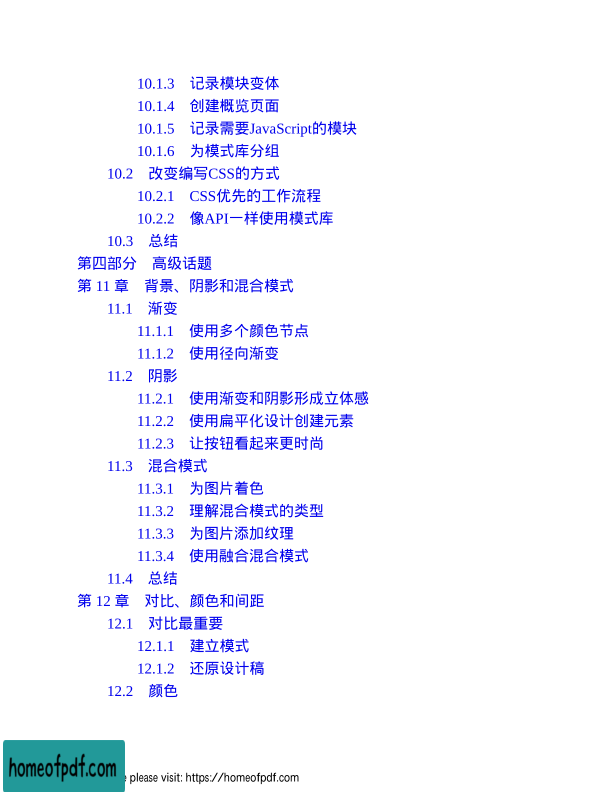 10.1.3 记录模块变体
10.1.4 创建概览页面
10.1.5 记录需要JavaScript的模块
10.1.6 为模式库分组
10.2 改变编写CSS的方式
10.2.1 CSS优先的工作流程
10.2.2 像API一样使用模式库
10.3 总结
第四部分 高级话题
第 11 章 背景、阴影和混合模式
11.1 渐变
11.1.1 使用多个颜色节点
11.1.2 使用径向渐变
11.2 阴影
11.2.1 使用渐变和阴影形成立体感
11.2.2 使用扁平化设计创建元素
11.2.3 让按钮看起来更时尚
11.3 混合模式
11.3.1 为图片着色
11.3.2 理解混合模式的类型
11.3.3 为图片添加纹理
11.3.4 使用融合混合模式
11.4 总结
第 12 章 对比、颜色和间距
12.1 对比最重要
12.1.1 建立模式
12.1.2 还原设计稿
12.2 颜色
homeofpdf.com
please visit: https://homeofpdf.com